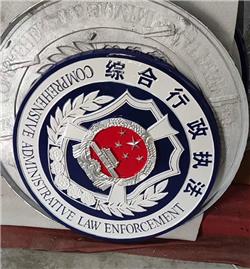 综合行政执法
COMPREHENSIVE ADMINISTRATIVE LAW ENFORCEMENT